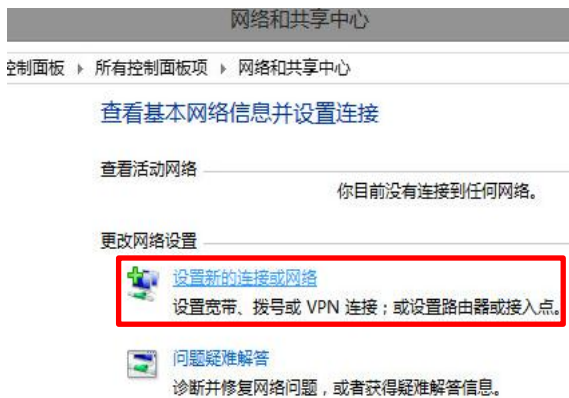 网络和共享中心
控制面板 ▸ 所有控制面板项 ▸ 网络和共享中心
查看基本网络信息并设置连接
查看活动网络
你目前没有连接到任何网络。
更改网络设置
设置新的连接或网络
设置宽带、拨号或 VPN 连接；或设置路由器或接入点。
问题疑难解答
诊断并修复网络问题，或者获得疑难解答信息。